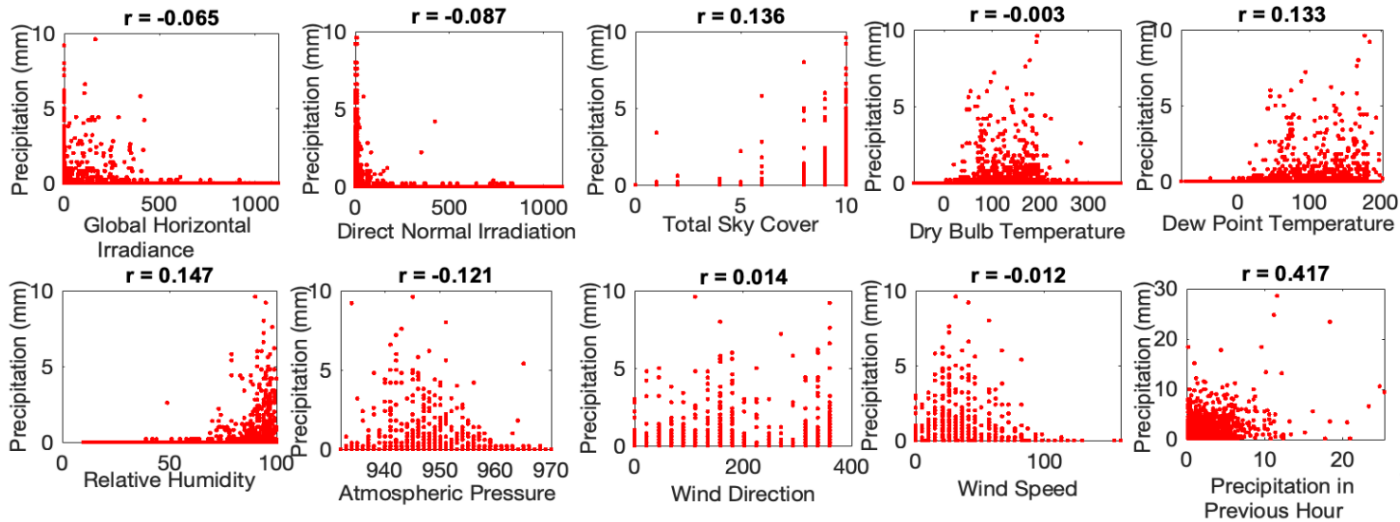 r = -0.065
Precipitation (mm)
10
5
0
0
500
1000
Global Horizontal
Irradiance
r = -0.087
Precipitation (mm)
10
5
0
0
500
1000
Direct Normal Irradiation
r = 0.136
Precipitation (mm)
10
5
0
0
5
10
Total Sky Cover
r = -0.003
Precipitation (mm)
10
5
0
0
100
200
300
Dry Bulb Temperature
r = 0.133
Precipitation (mm)
10
5
0
0
100
200
Dew Point Temperature
r = 0.147
Precipitation (mm)
10
5
0
0
50
100
Relative Humidity
r = -0.121
Precipitation (mm)
10
5
0
940
950
960
970
Atmospheric Pressure
r = 0.014
Precipitation (mm)
10
5
0
0
200
400
Wind Direction
r = -0.012
Precipitation (mm)
10
5
0
0
100
Wind Speed
r = 0.417
Precipitation (mm)
30
20
10
0
0
10
20
Precipitation in
Previous Hour